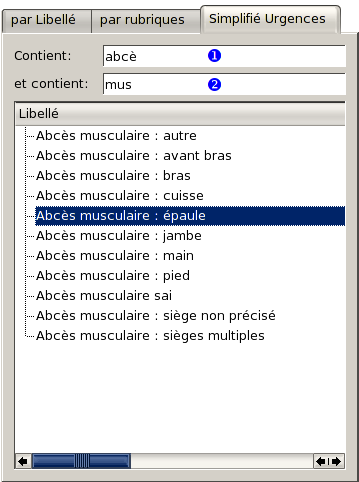 par Libellé par rubriques Simplifié Urgences
Contient: abcè 1
et contient: mus 2
Libellé
Abcès musculaire : autre
Abcès musculaire : avant bras
Abcès musculaire : bras
Abcès musculaire : cuisse
Abcès musculaire : épaule
Abcès musculaire : jambe
Abcès musculaire : main
Abcès musculaire : pied
Abcès musculaire sai
Abcès musculaire : siège non précisé
Abcès musculaire : sièges multiples